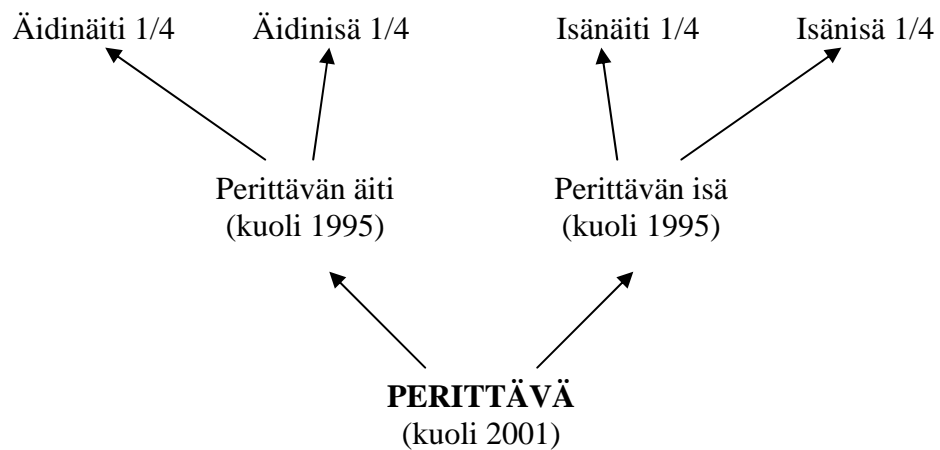 Äidinäiti 1/4 Äidinisä 1/4 Isänäiti 1/4 Isänisä 1/4
Perittävän äiti Perittävän isä
(kuoli 1995) (kuoli 1995)
PERITTÄVÄ
(kuoli 2001)